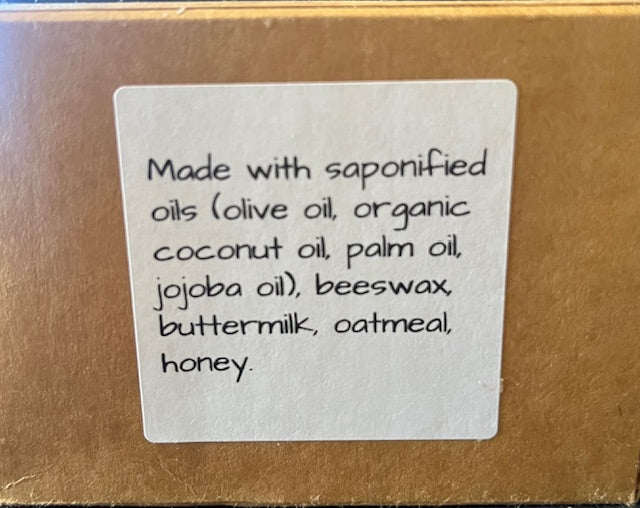 Made with saponified
oils (olive oil, organic
coconut oil, palm oil,
jojoba oil), beeswax,
buttermilk, oatmeal,
honey.